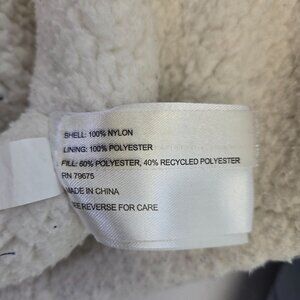 SHELL: 100% NYLON
LINING: 100% POLYESTER
FILL: 60% POLYESTER, 40% RECYCLED POLYESTER
RN 79675
MADE IN CHINA
SEE REVERSE FOR CARE